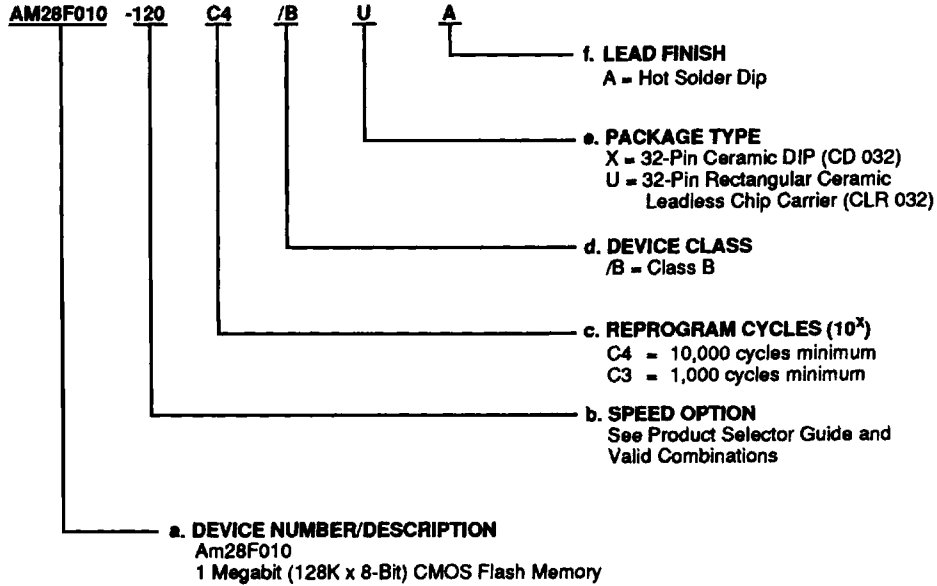 AM28F010 -120 C4 /B U A
f. LEAD FINISH
A = Hot Solder Dip
e. PACKAGE TYPE
X = 32-Pin Ceramic DIP (CD 032)
U = 32-Pin Rectangular Ceramic
Leadless Chip Carrier (CLR 032)
d. DEVICE CLASS
/B = Class B
c. REPROGRAM CYCLES (10^X)
C4 = 10,000 cycles minimum
C3 = 1,000 cycles minimum
b. SPEED OPTION
See Product Selector Guide and
Valid Combinations
a. DEVICE NUMBER/DESCRIPTION
Am28F010
1 Megabit (128K x 8-Bit) CMOS Flash Memory